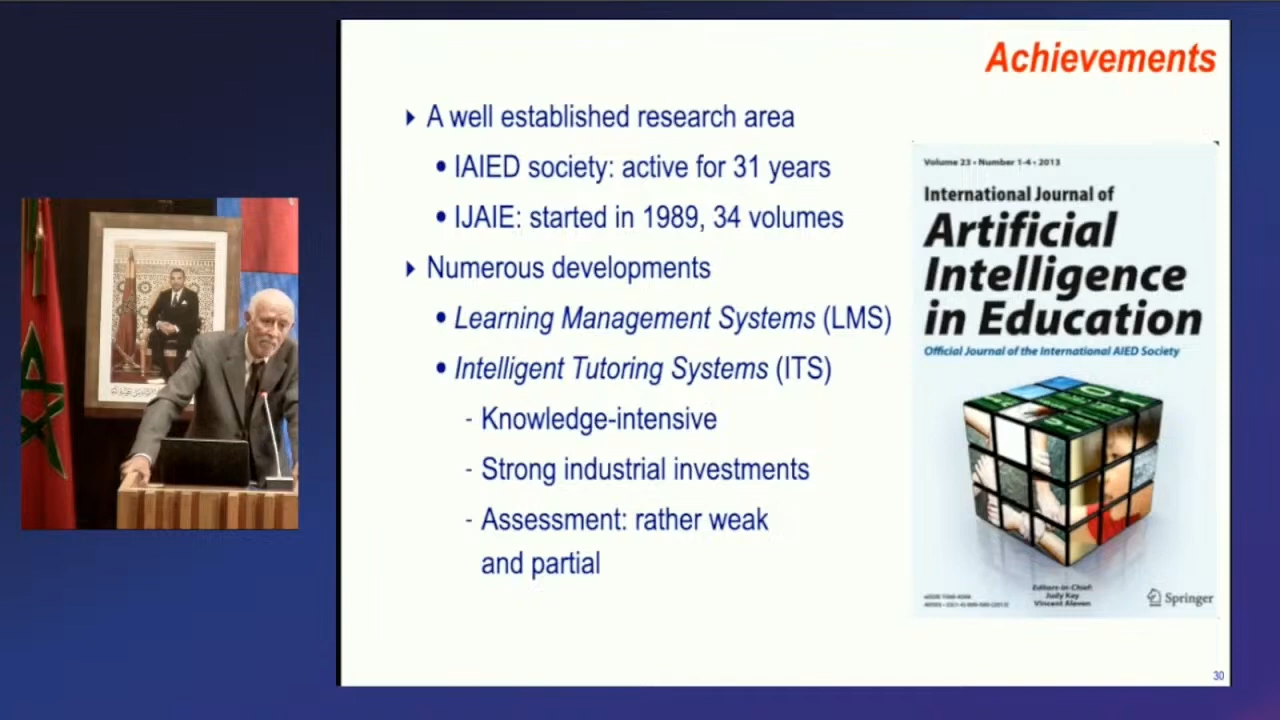 Achievements
A well established research area
• IAIED society: active for 31 years
• IJAIE: started in 1989, 34 volumes
Numerous developments
• Learning Management Systems (LMS)
• Intelligent Tutoring Systems (ITS)
- Knowledge-intensive
- Strong industrial investments
- Assessment: rather weak
and partial
Volume 23 • Number 1-4 • 2013
International Journal of
Artificial
Intelligence
in Education
Official Journal of the International AIED Society
Editors-in-Chief:
Judy Kay
Vincent Aleven
Springer
30